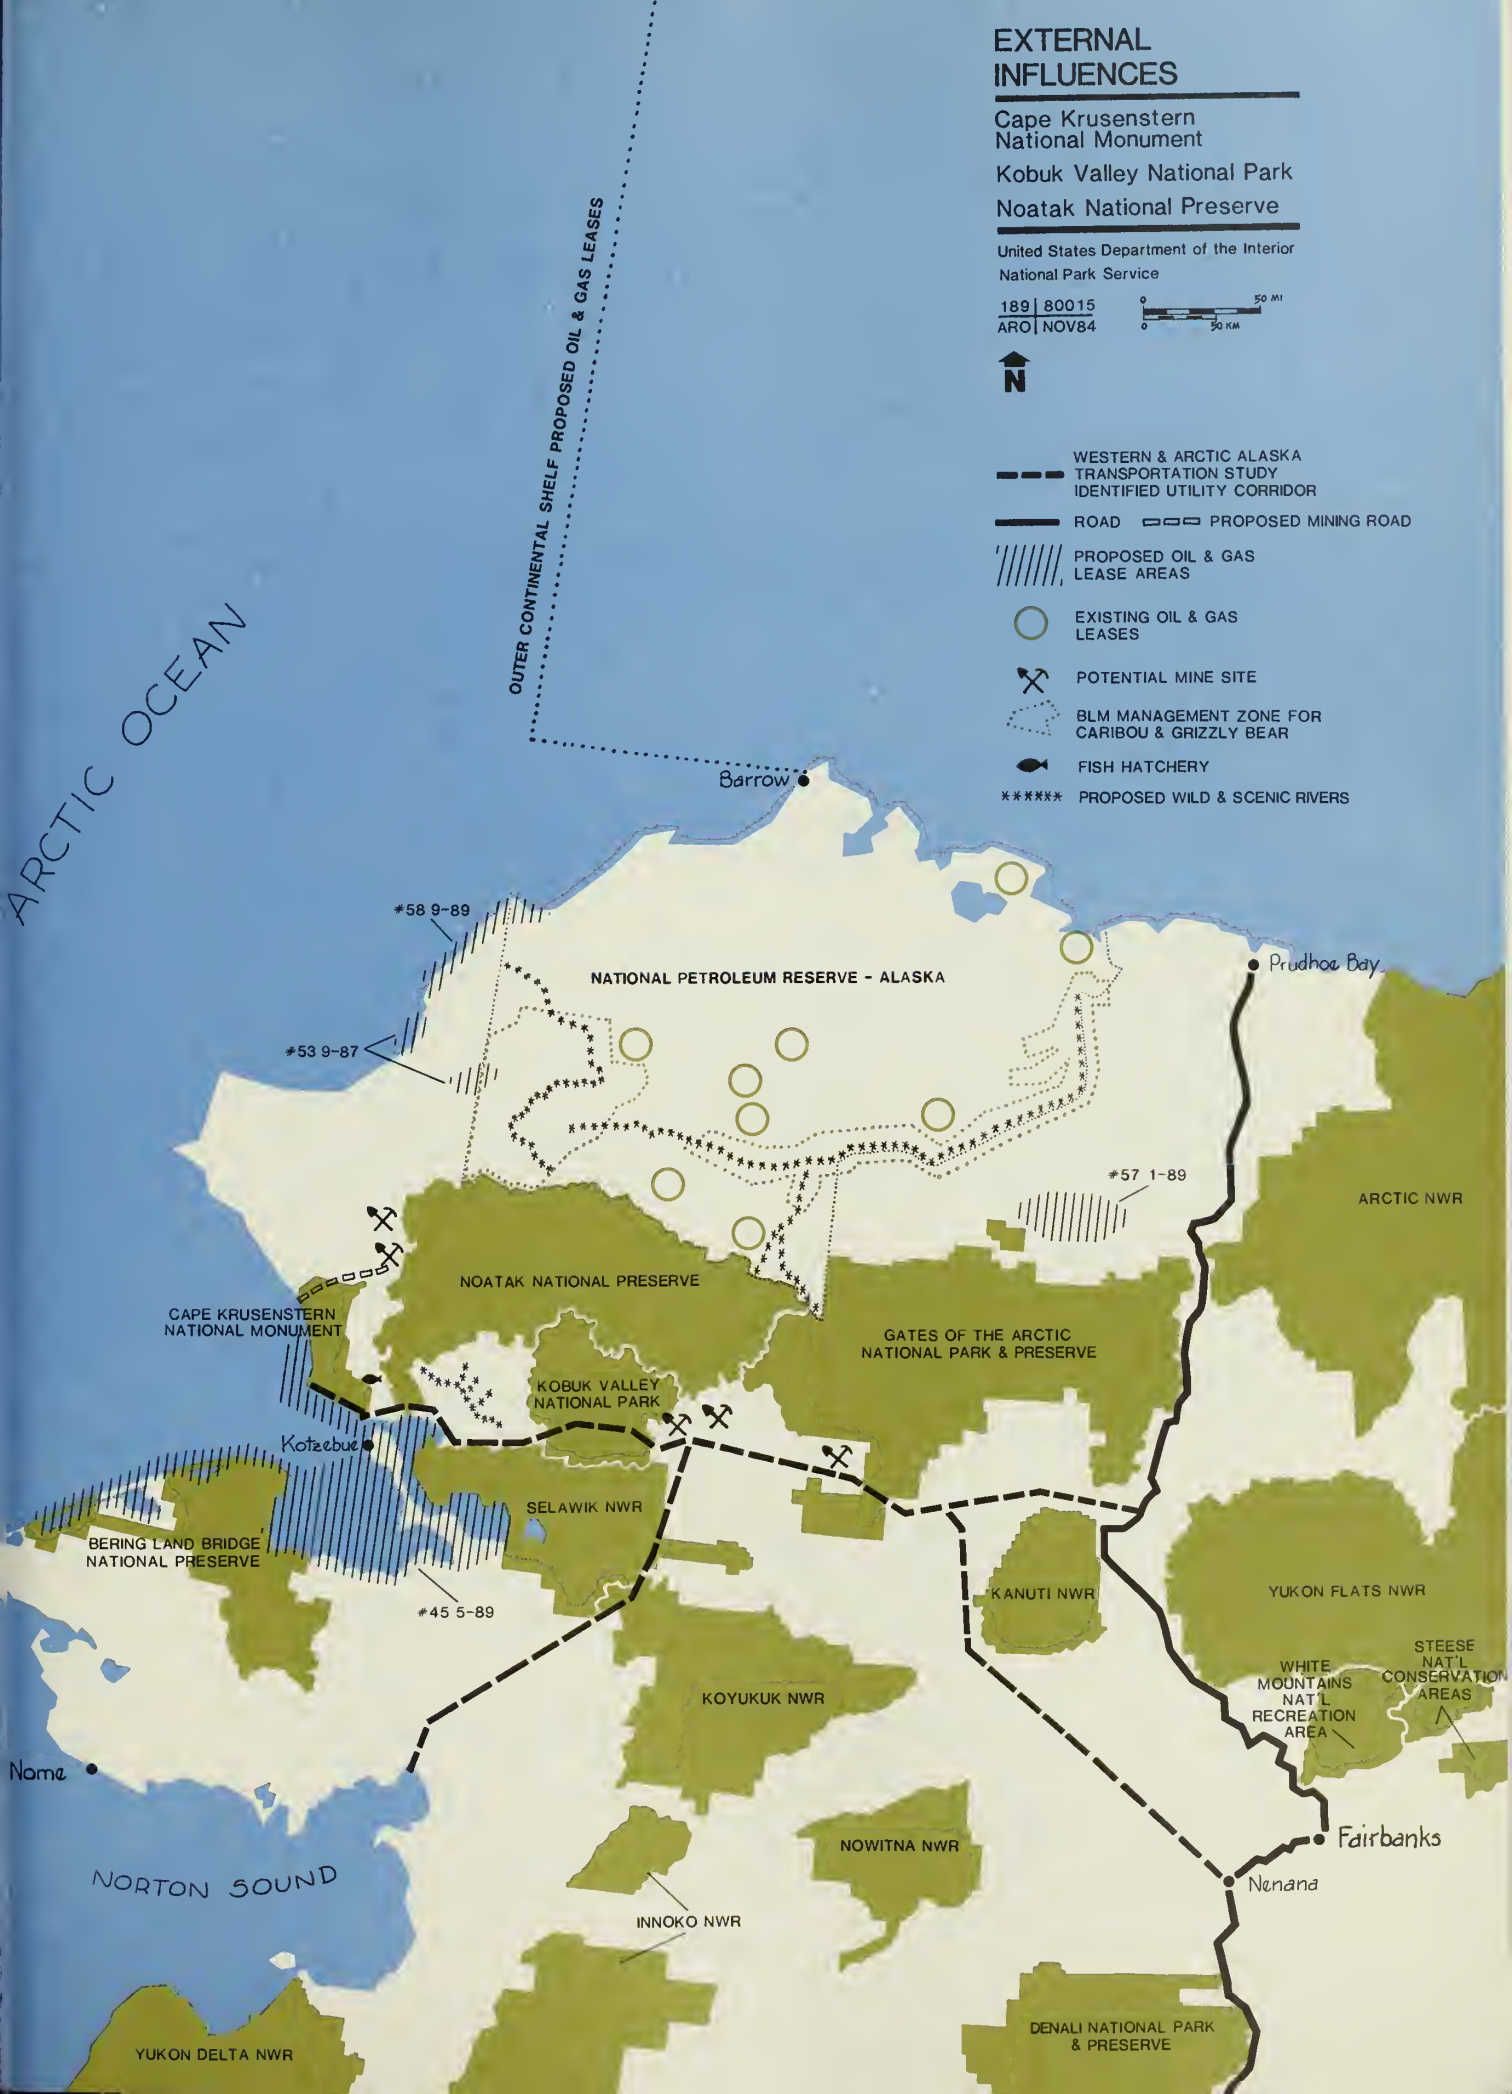 EXTERNAL
INFLUENCES
Cape Krusenstern
National Monument
Kobuk Valley National Park
Noatak National Preserve
United States Department of the Interior
National Park Service
189 | 80015
ARO | NOV84
0 50 MI
0 50 KM
N
WESTERN & ARCTIC ALASKA
TRANSPORTATION STUDY
IDENTIFIED UTILITY CORRIDOR
ROAD
PROPOSED MINING ROAD
PROPOSED OIL & GAS
LEASE AREAS
EXISTING OIL & GAS
LEASES
POTENTIAL MINE SITE
BLM MANAGEMENT ZONE FOR
CARIBOU & GRIZZLY BEAR
FISH HATCHERY
PROPOSED WILD & SCENIC RIVERS
OUTER CONTINENTAL SHELF PROPOSED OIL & GAS LEASES
ARCTIC OCEAN
Barrow
#58 9-89
NATIONAL PETROLEUM RESERVE - ALASKA
Prudhoe Bay
#53 9-87
#57 1-89
ARCTIC NWR
NOATAK NATIONAL PRESERVE
CAPE KRUSENSTERN
NATIONAL MONUMENT
GATES OF THE ARCTIC
NATIONAL PARK & PRESERVE
KOBUK VALLEY
NATIONAL PARK
Kotzebue
SELAWIK NWR
BERING LAND BRIDGE
NATIONAL PRESERVE
#45 5-89
KANUTI NWR
YUKON FLATS NWR
STEESE
NAT'L
CONSERVATION
AREAS
WHITE
MOUNTAINS
NAT'L
RECREATION
AREA
KOYUKUK NWR
Nome
NOWITNA NWR
Fairbanks
Nenana
NORTON SOUND
INNOKO NWR
DENALI NATIONAL PARK
& PRESERVE
YUKON DELTA NWR